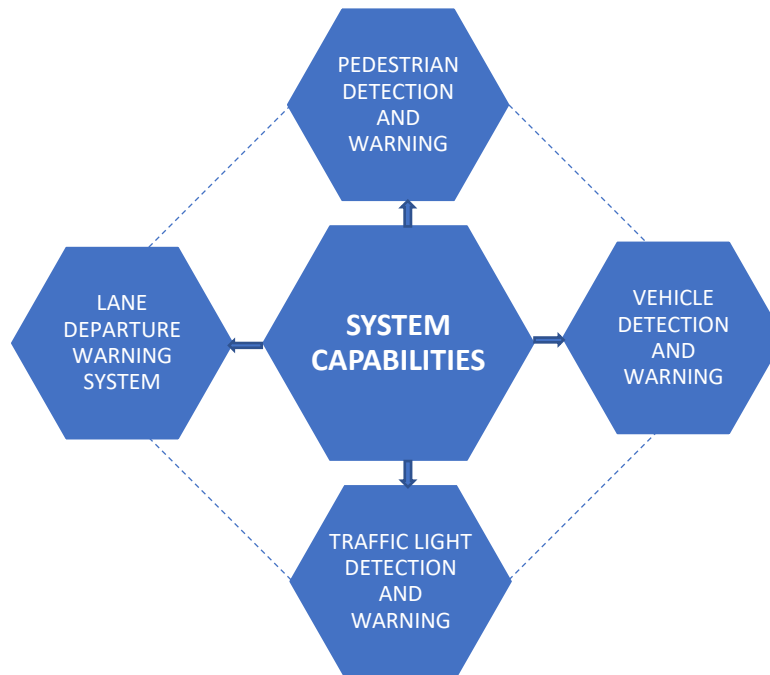 PEDESTRIAN
DETECTION
AND
WARNING
LANE
DEPARTURE
WARNING
SYSTEM
SYSTEM
CAPABILITIES
VEHICLE
DETECTION
AND
WARNING
TRAFFIC LIGHT
DETECTION
AND
WARNING